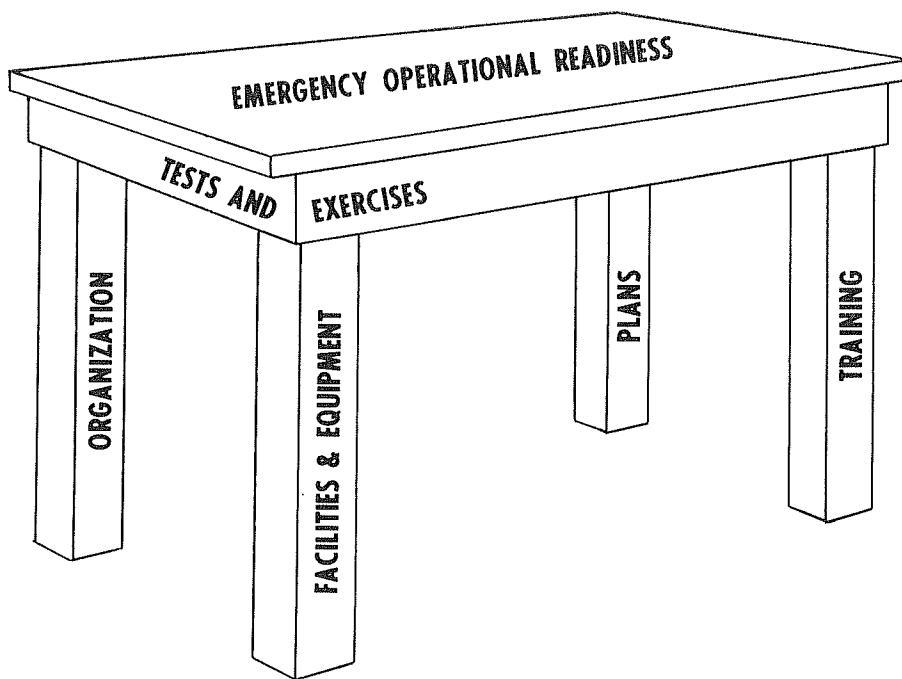 EMERGENCY OPERATIONAL READINESS
TESTS AND EXERCISES
ORGANIZATION
FACILITIES & EQUIPMENT
PLANS
TRAINING